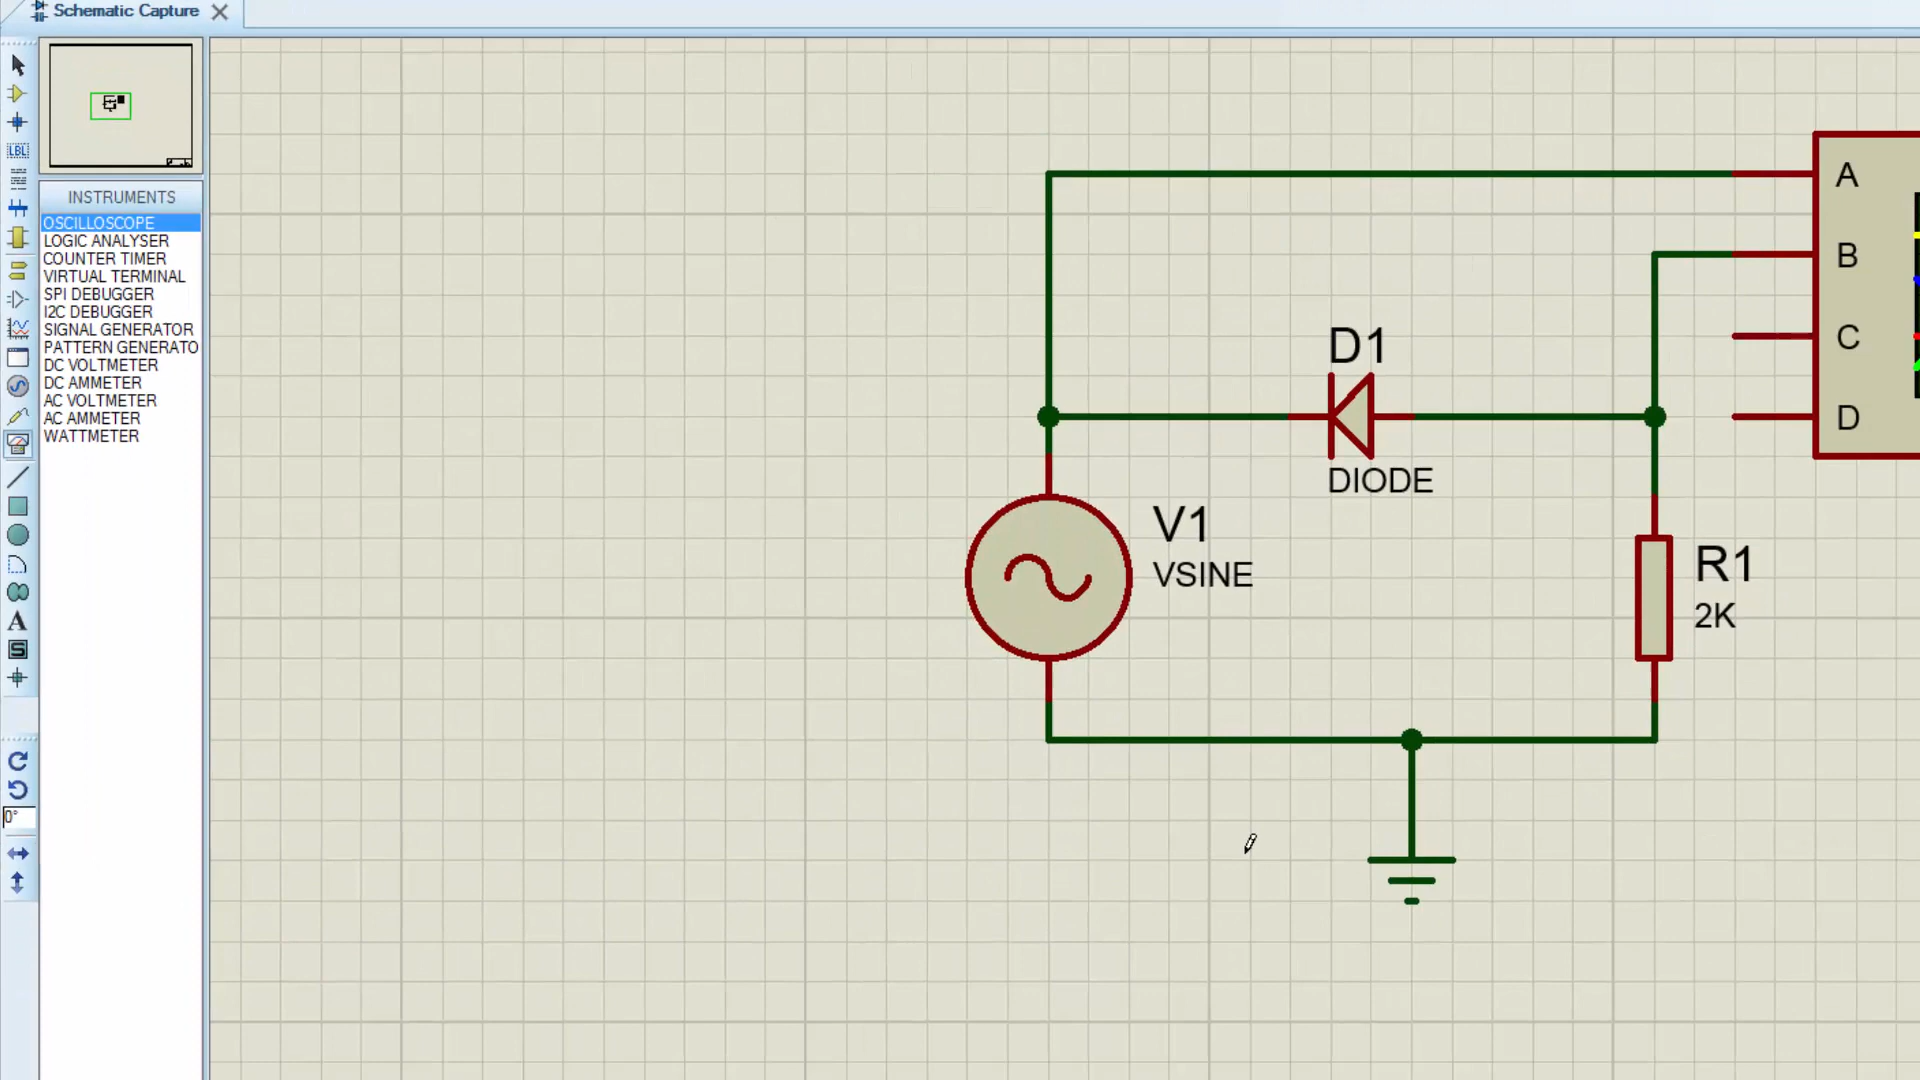 Schematic Capture
LBL
INSTRUMENTS
OSCILLOSCOPE
LOGIC ANALYSER
COUNTER TIMER
VIRTUAL TERMINAL
SPI DEBUGGER
I2C DEBUGGER
SIGNAL GENERATOR
PATTERN GENERATO
DC VOLTMETER
DC AMMETER
AC VOLTMETER
AC AMMETER
WATTMETER
A
S
0°
A
B
C
D
D1
DIODE
V1
VSINE
R1
2K